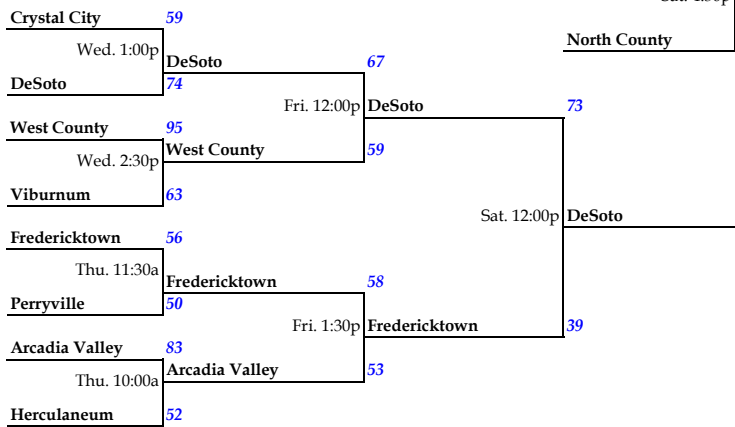 Sat. 1:30p
Crystal City 59
Wed. 1:00p
DeSoto 67
DeSoto 74
North County
Fri. 12:00p DeSoto 73
West County 95
Wed. 2:30p West County 59
Viburnum 63
Sat. 12:00p DeSoto
Fredericktown 56
Thu. 11:30a
Fredericktown 58
Perryville 50
Fri. 1:30p Fredericktown 39
Arcadia Valley 83
Thu. 10:00a Arcadia Valley 53
Herculaneum 52